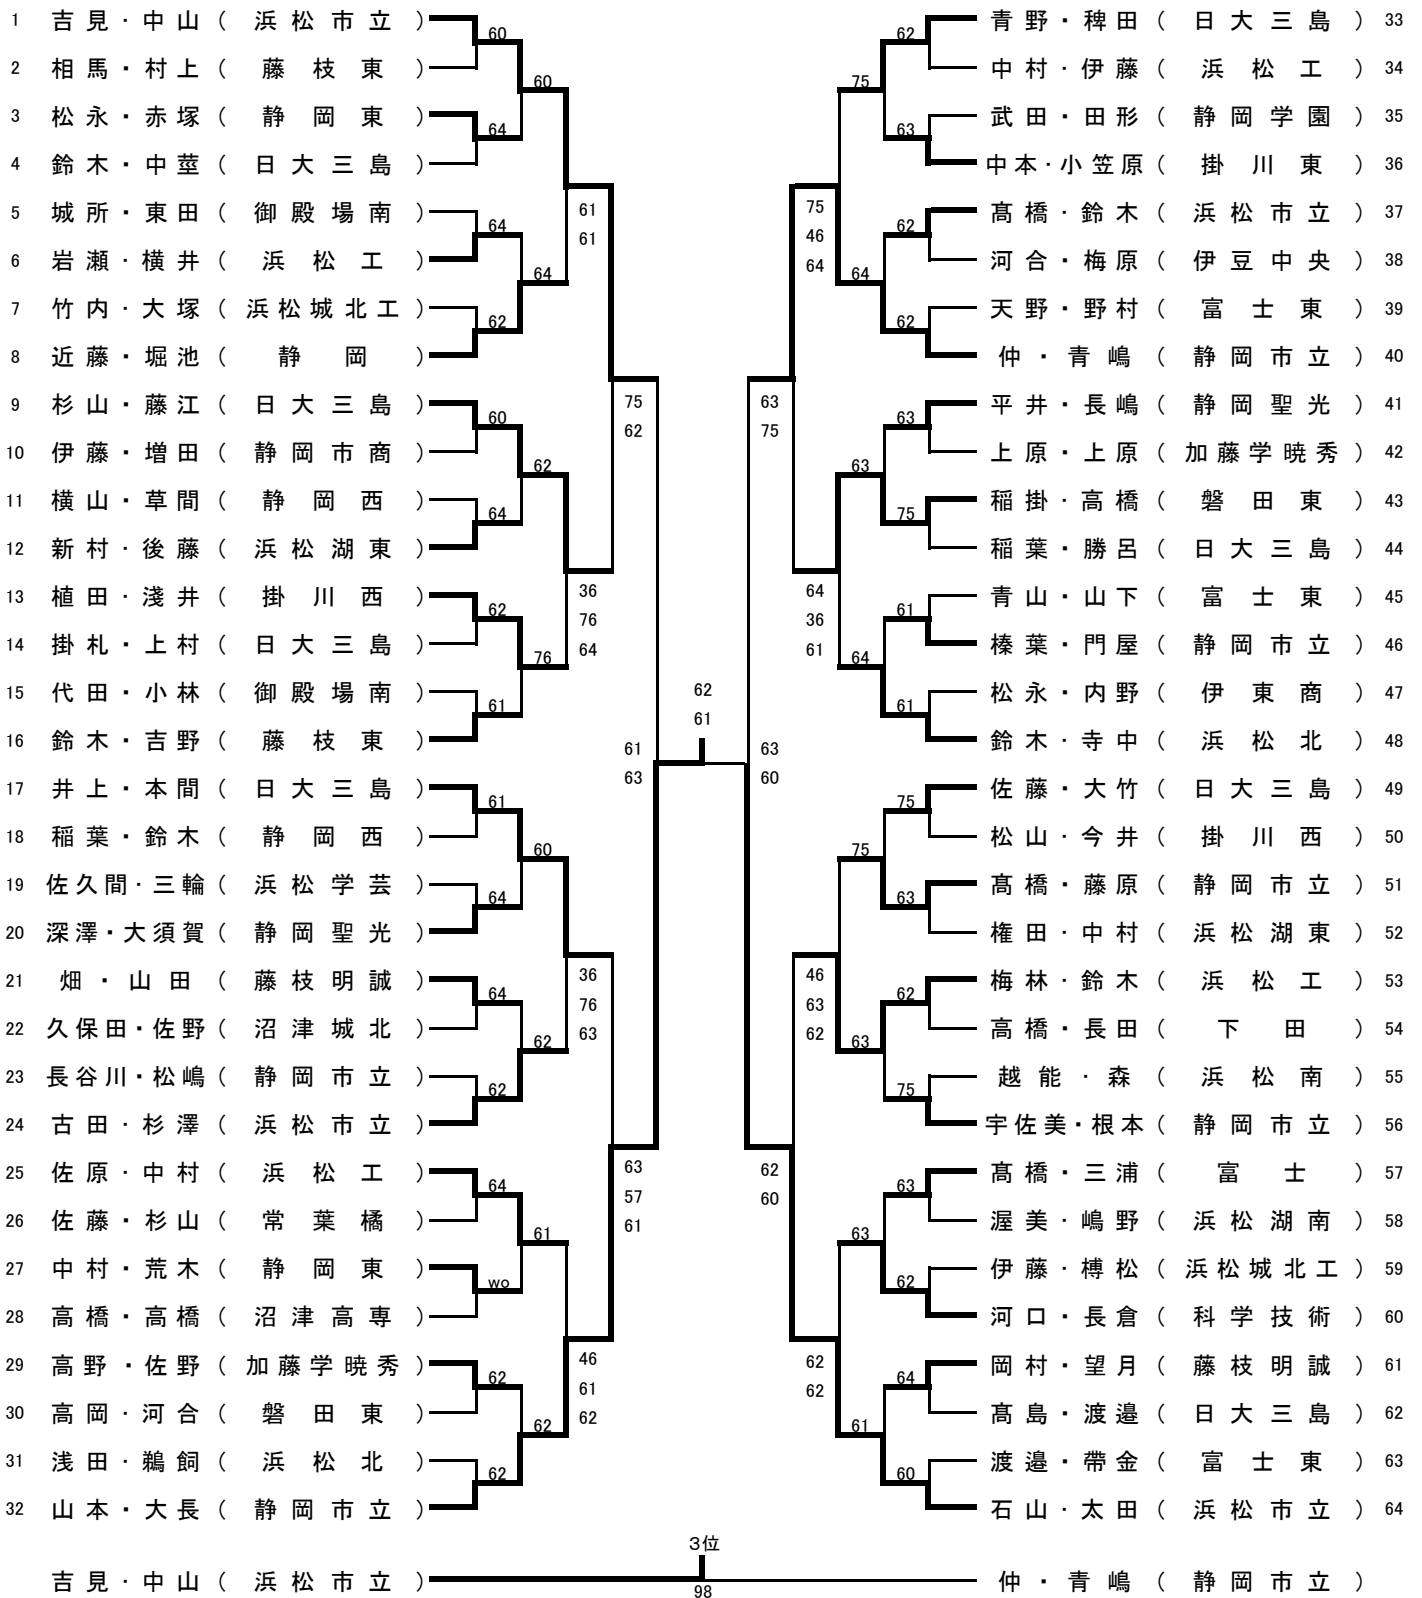 1 吉見・中山(浜松市立) 60 62 青野・稗田(日大三島) 33
2 相馬・村上(藤枝東) 60 75 中村・伊藤(浜松工) 34
3 松永・赤塚(静岡東) 64 63 武田・田形(静岡学園) 35
4 鈴木・中莖(日大三島) 中本・小笠原(掛川東) 36
5 城所・東田(御殿場南) 64 61 75 62 髙橋・鈴木(浜松市立) 37
61 46
6 岩瀬・横井(浜松工) 64 64 64 河合・梅原(伊豆中央) 38
7 竹内・大塚(浜松城北工) 62 62 天野・野村(富士東) 39
8 近藤・堀池(静岡) 仲・青嶋(静岡市立) 40
9 杉山・藤江(日大三島) 60 75 63 63 平井・長嶋(静岡聖光) 41
62 75
10 伊藤・増田(静岡市商) 62 63 上原・上原(加藤学暁秀) 42
11 横山・草間(静岡西) 64 75 稲掛・高橋(磐田東) 43
12 新村・後藤(浜松湖東) 稲葉・勝呂(日大三島) 44
13 植田・淺井(掛川西) 62 36 64 61 青山・山下(富士東) 45
76 36
14 掛札・上村(日大三島) 76 64 61 64 榛葉・門屋(静岡市立) 46
15 代田・小林(御殿場南) 61 62 61 松永・内野(伊東商) 47
61
16 鈴木・吉野(藤枝東) 61 63 鈴木・寺中(浜松北) 48
63 60
17 井上・本間(日大三島) 61 75 佐藤・大竹(日大三島) 49
18 稲葉・鈴木(静岡西) 60 75 松山・今井(掛川西) 50
19 佐久間・三輪(浜松学芸) 64 63 髙橋・藤原(静岡市立) 51
20 深澤・大須賀(静岡聖光) 権田・中村(浜松湖東) 52
21 畑・山田(藤枝明誠) 64 36 46 62 梅林・鈴木(浜松工) 53
76 63
22 久保田・佐野(沼津城北) 62 63 62 63 高橋・長田(下田) 54
23 長谷川・松嶋(静岡市立) 62 75 越能・森(浜松南) 55
24 古田・杉澤(浜松市立) 宇佐美・根本(静岡市立) 56
25 佐原・中村(浜松工) 64 63 62 63 髙橋・三浦(富士) 57
57 60
26 佐藤・杉山(常葉橘) 61 61 63 渥美・嶋野(浜松湖南) 58
27 中村・荒木(静岡東) wo 62 伊藤・榑松(浜松城北工) 59
28 高橋・高橋(沼津高専) 河口・長倉(科学技術) 60
29 高野・佐野(加藤学暁秀) 62 46 62 64 岡村・望月(藤枝明誠) 61
61 62
30 高岡・河合(磐田東) 62 62 61 髙島・渡邉(日大三島) 62
31 浅田・鵜飼(浜松北) 62 60 渡邉・帶金(富士東) 63
32 山本・大長(静岡市立) 石山・太田(浜松市立) 64
3位
吉見・中山(浜松市立) 98 仲・青嶋(静岡市立)